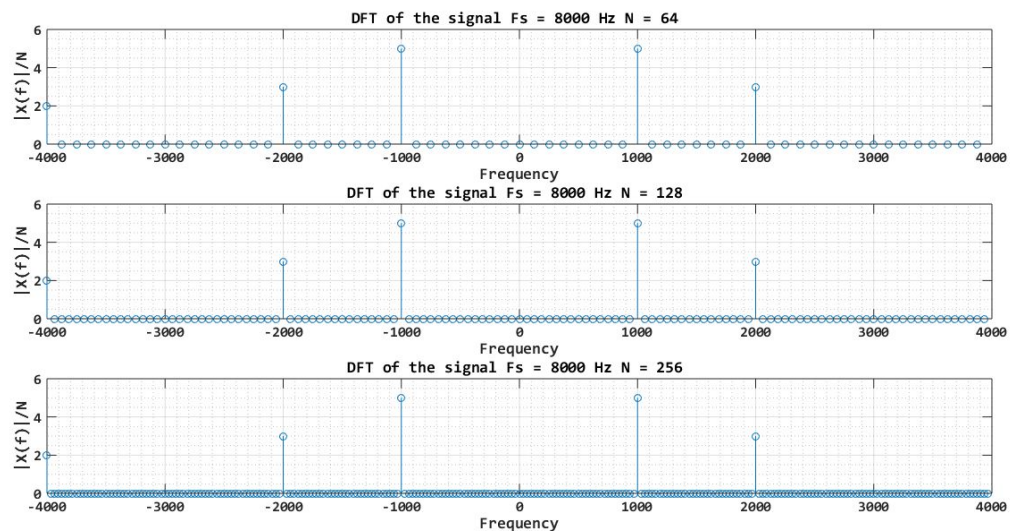 DFT of the signal Fs = 8000 Hz N = 64
6
4
2
0
|X(f)|/N
-4000 -3000 -2000 -1000 0 1000 2000 3000 4000
Frequency
DFT of the signal Fs = 8000 Hz N = 128
6
4
2
0
|X(f)|/N
-4000 -3000 -2000 -1000 0 1000 2000 3000 4000
Frequency
DFT of the signal Fs = 8000 Hz N = 256
6
4
2
0
|X(f)|/N
-4000 -3000 -2000 -1000 0 1000 2000 3000 4000
Frequency